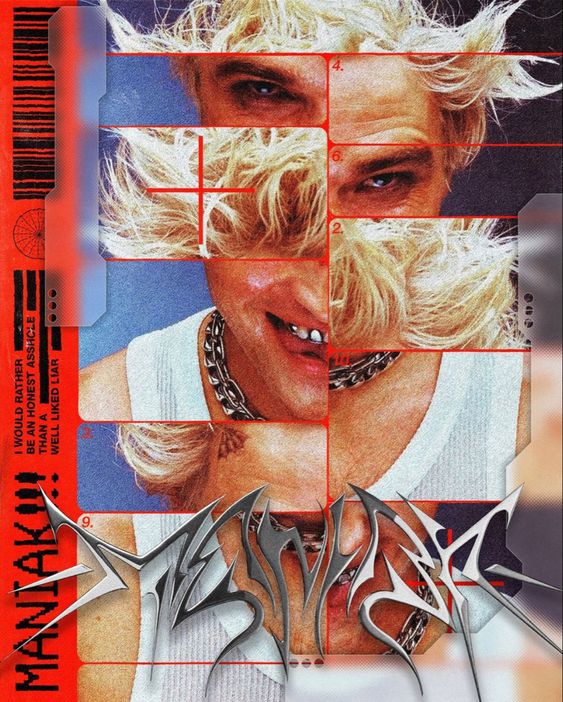 4.
6.
2.
3.
9.
I WOULD RATHER
BE AN HONEST ASSHOLE
THAN A
WELL LIKED LIAR
MANIAK!!!